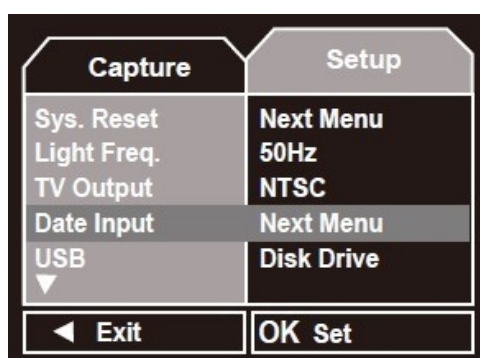 Capture Setup
Sys. Reset Next Menu
Light Freq. 50Hz
TV Output NTSC
Date Input Next Menu
USB Disk Drive
▼
◀ Exit OK Set